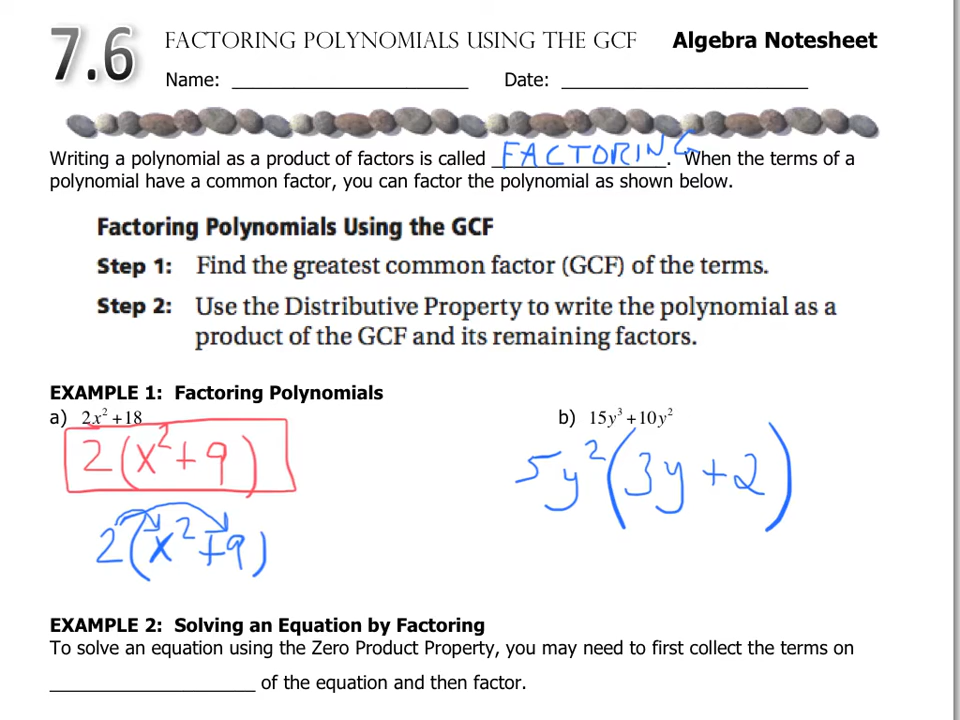 7.6 FACTORING POLYNOMIALS USING THE GCF Algebra Notesheet
Name: ______________________ Date: _______________________
Writing a polynomial as a product of factors is called FACTORING. When the terms of a
polynomial have a common factor, you can factor the polynomial as shown below.
Factoring Polynomials Using the GCF
Step 1: Find the greatest common factor (GCF) of the terms.
Step 2: Use the Distributive Property to write the polynomial as a
product of the GCF and its remaining factors.
EXAMPLE 1: Factoring Polynomials
a) 2x² + 18 b) 15y³ + 10y²
2(x² + 9) 5y²(3y + 2)
2(x² + 9)
EXAMPLE 2: Solving an Equation by Factoring
To solve an equation using the Zero Product Property, you may need to first collect the terms on
____________________ of the equation and then factor.